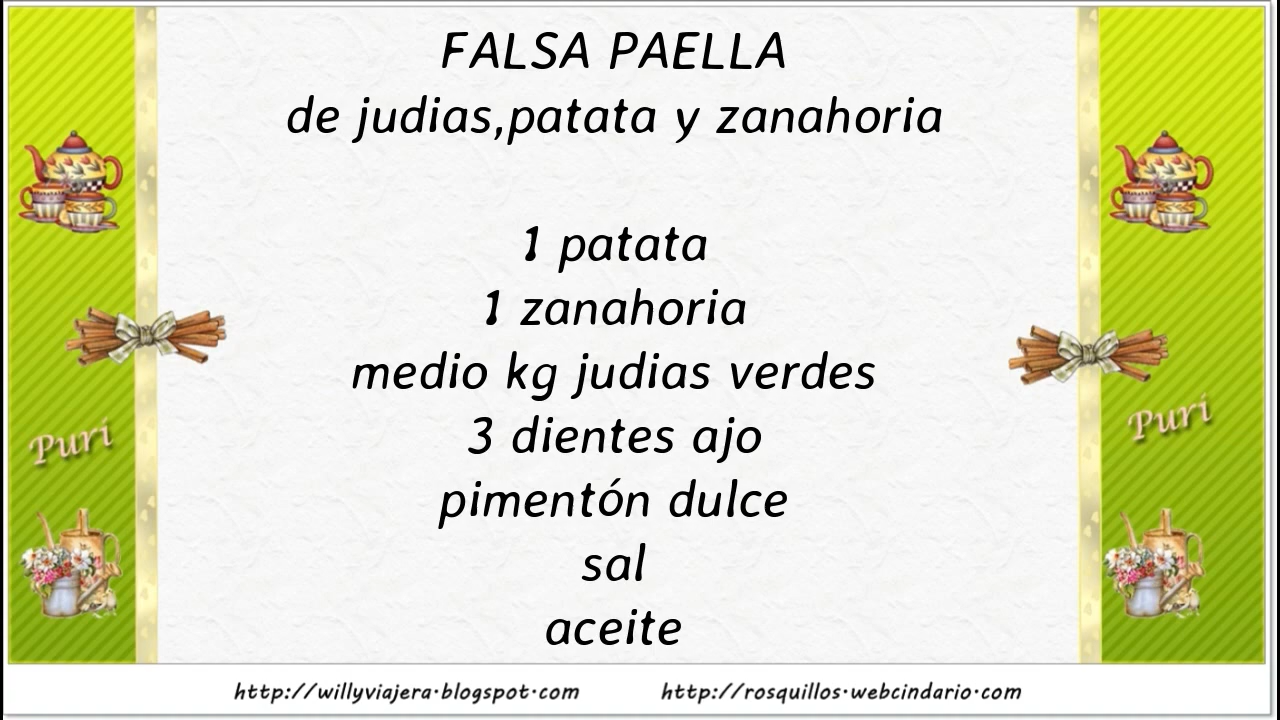 FALSA PAELLA
de judias,patata y zanahoria
1 patata
1 zanahoria
medio kg judias verdes
3 dientes ajo
pimentón dulce
sal
aceite
Puri
Puri
http://willyviajera.blogspot.com
http://rosquillos.webcindario.com